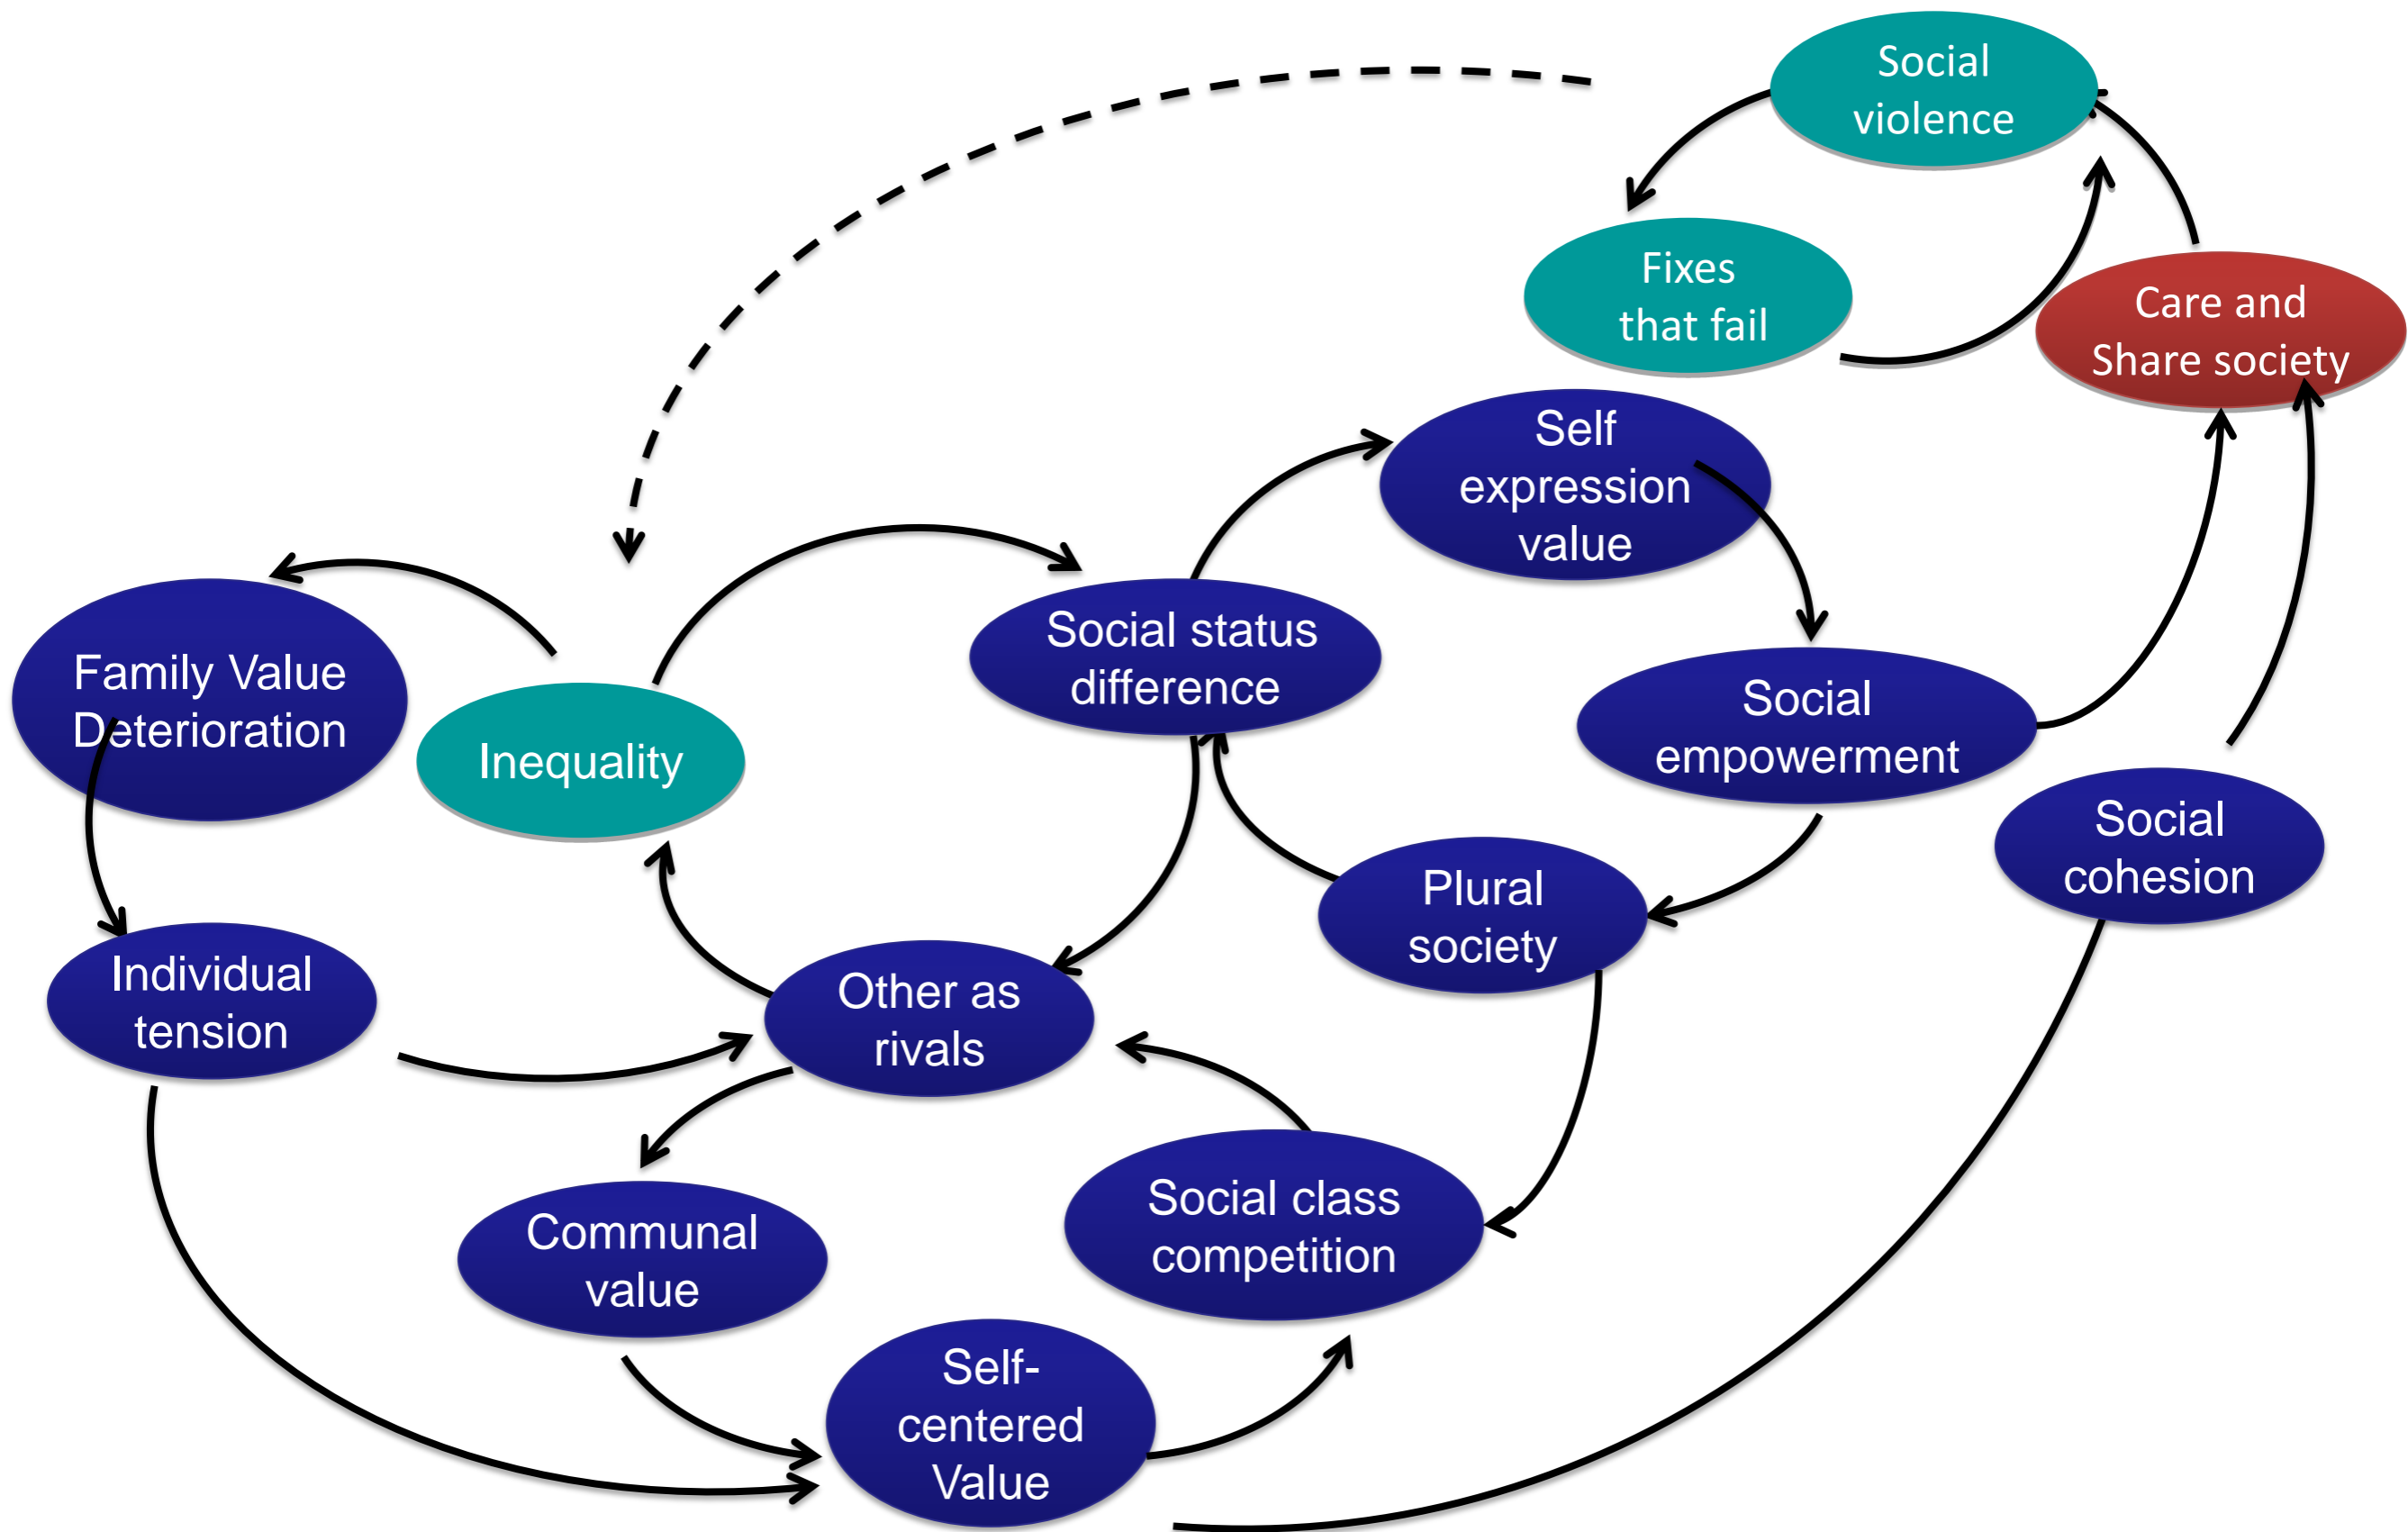 Social
violence
Fixes
that fail
Care and
Share society
Self
expression
value
Social status
difference
Family Value
Deterioration
Inequality
Social
empowerment
Social
cohesion
Plural
society
Individual
tension
Other as
rivals
Social class
competition
Communal
value
Self-
centered
Value